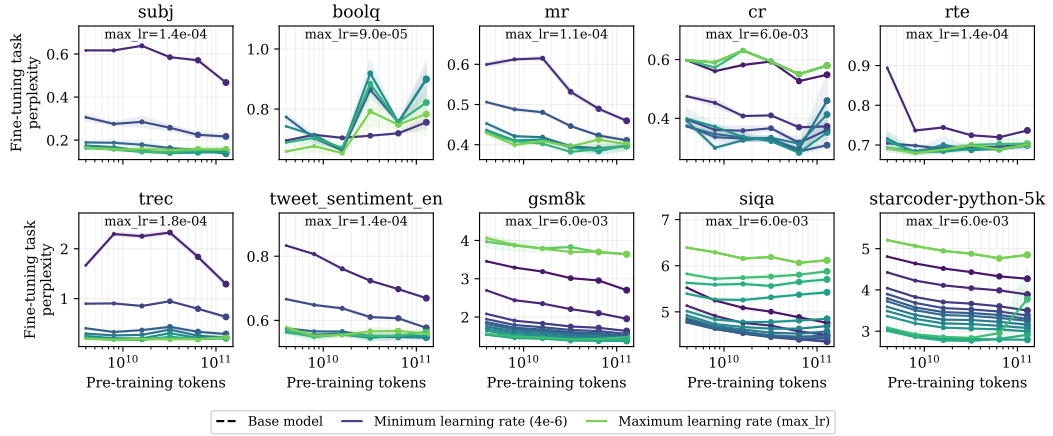 subj boolq mr cr rte
max_lr=1.4e-04 max_lr=9.0e-05 max_lr=1.1e-04 max_lr=6.0e-03 max_lr=1.4e-04
Fine-tuning task
perplexity
0.6 0.4 0.2
1.0 0.8
0.6 0.5 0.4
0.6 0.4
0.9 0.8 0.7
trec tweet_sentiment_en gsm8k siqa starcoder-python-5k
max_lr=1.8e-04 max_lr=1.4e-04 max_lr=6.0e-03 max_lr=6.0e-03 max_lr=6.0e-03
Fine-tuning task
perplexity
2 1
0.8 0.6
4 3 2
7 6 5
5 4 3
10^10 10^11 10^10 10^11 10^10 10^11 10^10 10^11 10^10 10^11
Pre-training tokens Pre-training tokens Pre-training tokens Pre-training tokens Pre-training tokens
Base model Minimum learning rate (4e-6) Maximum learning rate (max_lr)